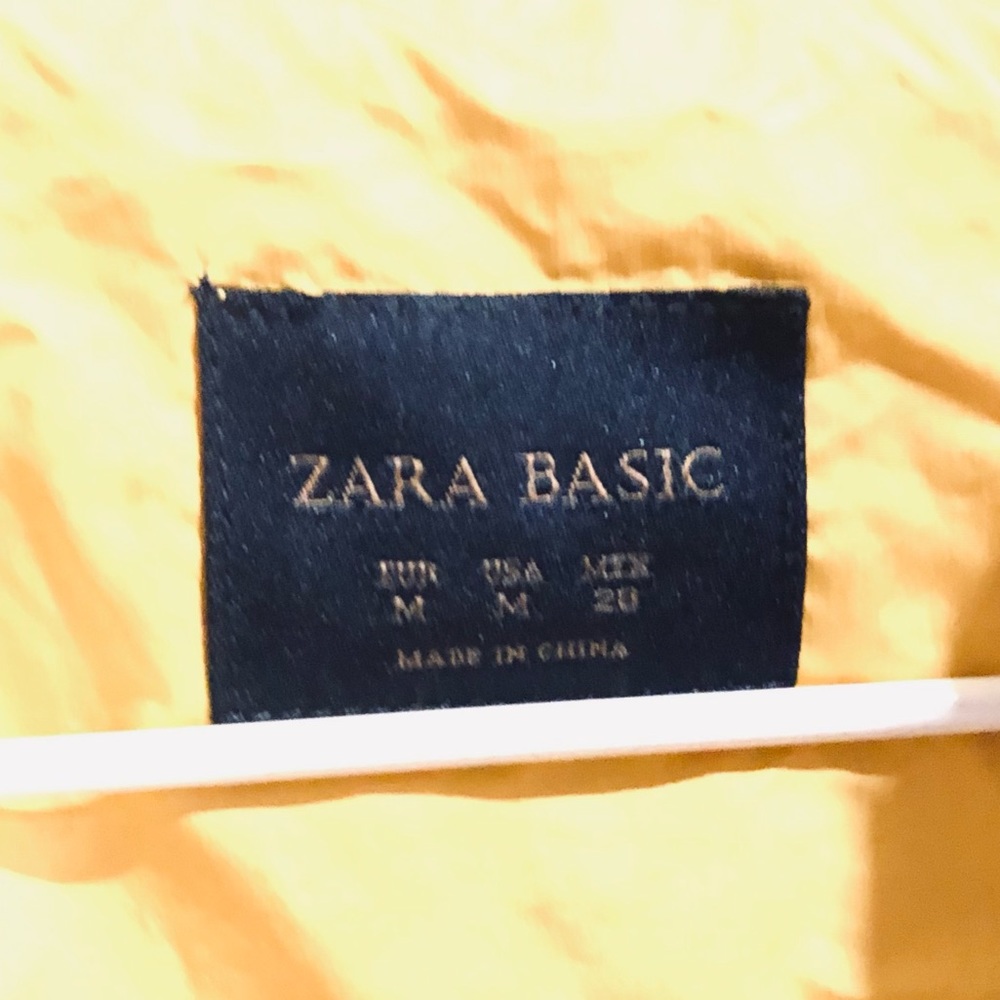 ZARA BASIC
EUR USA MEX
M M 28
MADE IN CHINA